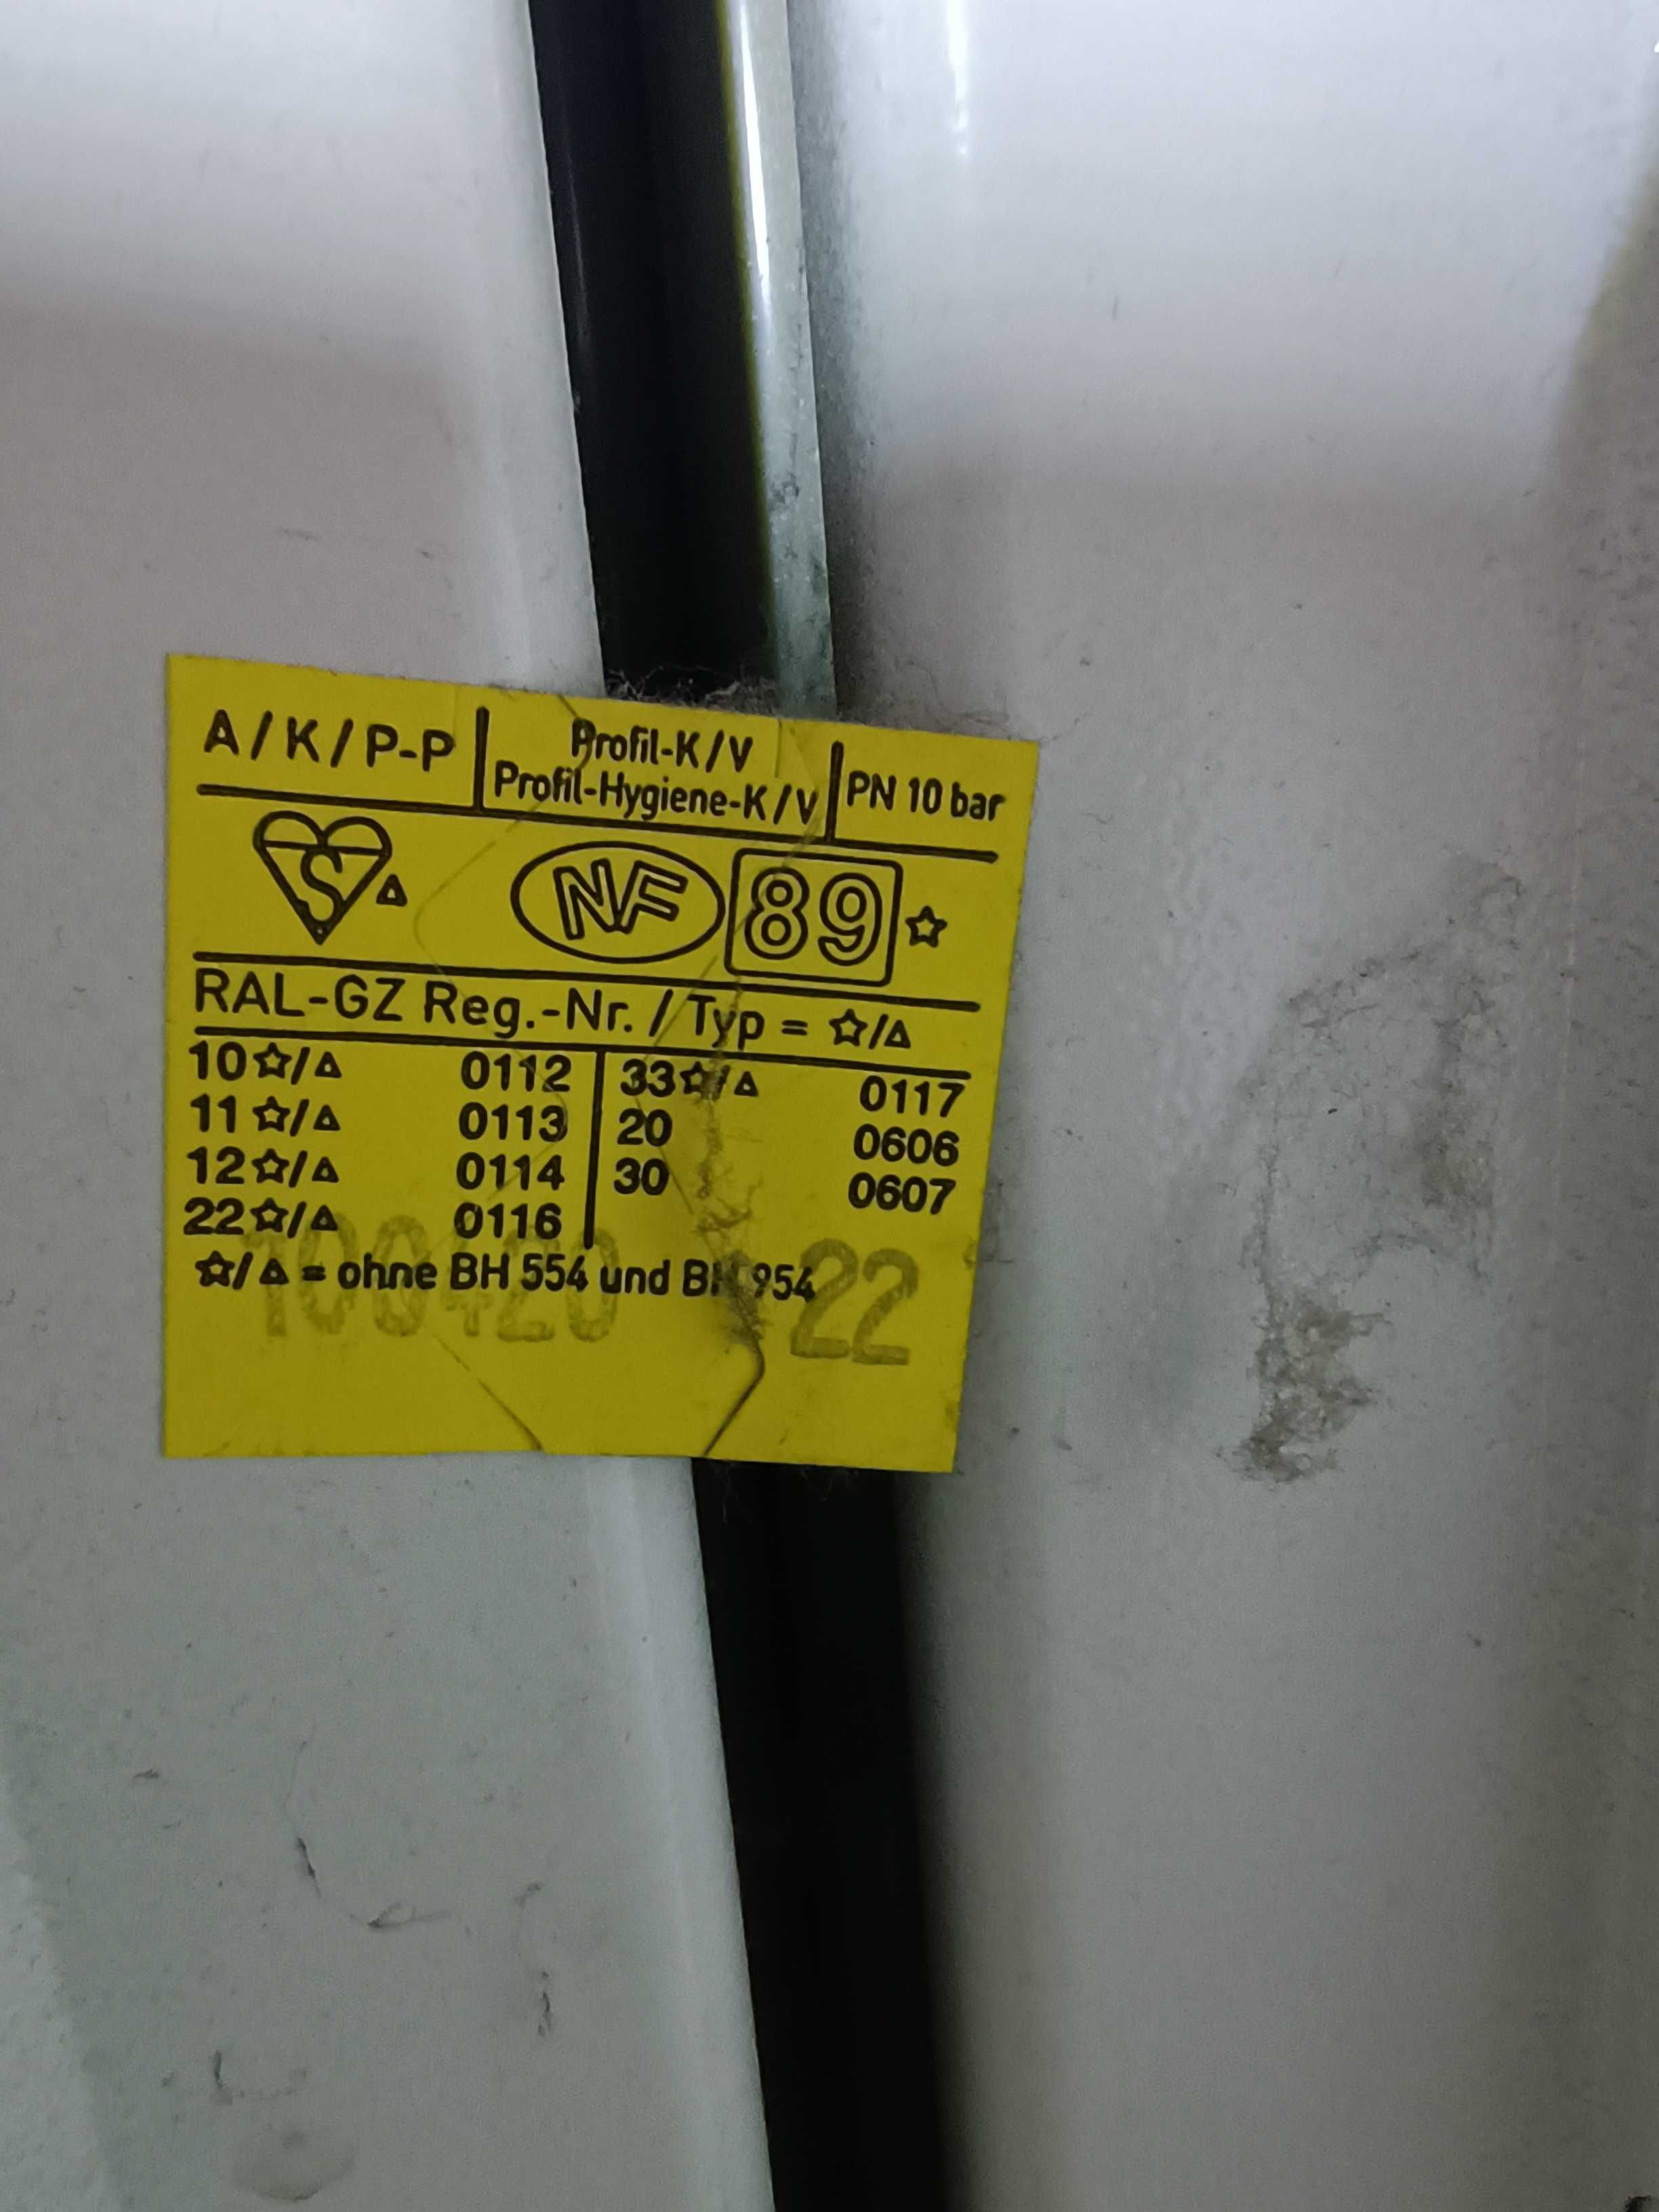 A/K/P-P Profil-K/V PN 10 bar
Profil-Hygiene-K/V
S△ NF 89☆
RAL-GZ Reg.-Nr. / Typ = ☆/△
10☆/△ 0112 33☆/△ 0117
11☆/△ 0113 20 0606
12☆/△ 0114 30 0607
22☆/△ 0116
☆/△ = ohne BH 554 und BH 954
100420 22